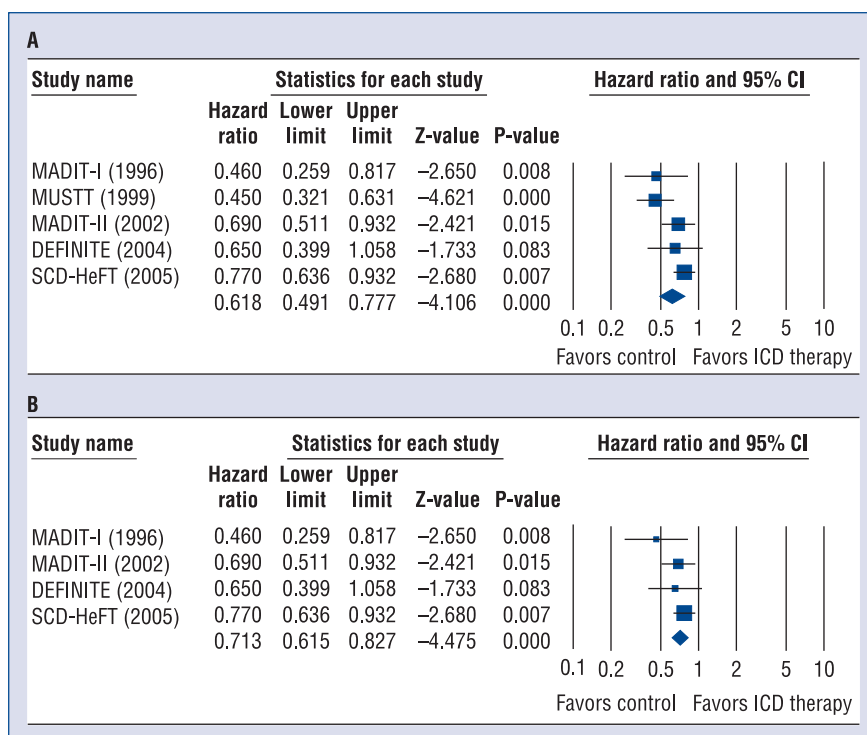 A
Study name Statistics for each study Hazard ratio and 95% CI
Hazard Lower Upper
ratio limit limit Z-value P-value
MADIT-I (1996) 0.460 0.259 0.817 −2.650 0.008
MUSTT (1999) 0.450 0.321 0.631 −4.621 0.000
MADIT-II (2002) 0.690 0.511 0.932 −2.421 0.015
DEFINITE (2004) 0.650 0.399 1.058 −1.733 0.083
SCD-HeFT (2005) 0.770 0.636 0.932 −2.680 0.007
0.618 0.491 0.777 −4.106 0.000
0.1 0.2 0.5 1 2 5 10
Favors control Favors ICD therapy
B
Study name Statistics for each study Hazard ratio and 95% CI
Hazard Lower Upper
ratio limit limit Z-value P-value
MADIT-I (1996) 0.460 0.259 0.817 −2.650 0.008
MADIT-II (2002) 0.690 0.511 0.932 −2.421 0.015
DEFINITE (2004) 0.650 0.399 1.058 −1.733 0.083
SCD-HeFT (2005) 0.770 0.636 0.932 −2.680 0.007
0.713 0.615 0.827 −4.475 0.000
0.1 0.2 0.5 1 2 5 10
Favors control Favors ICD therapy